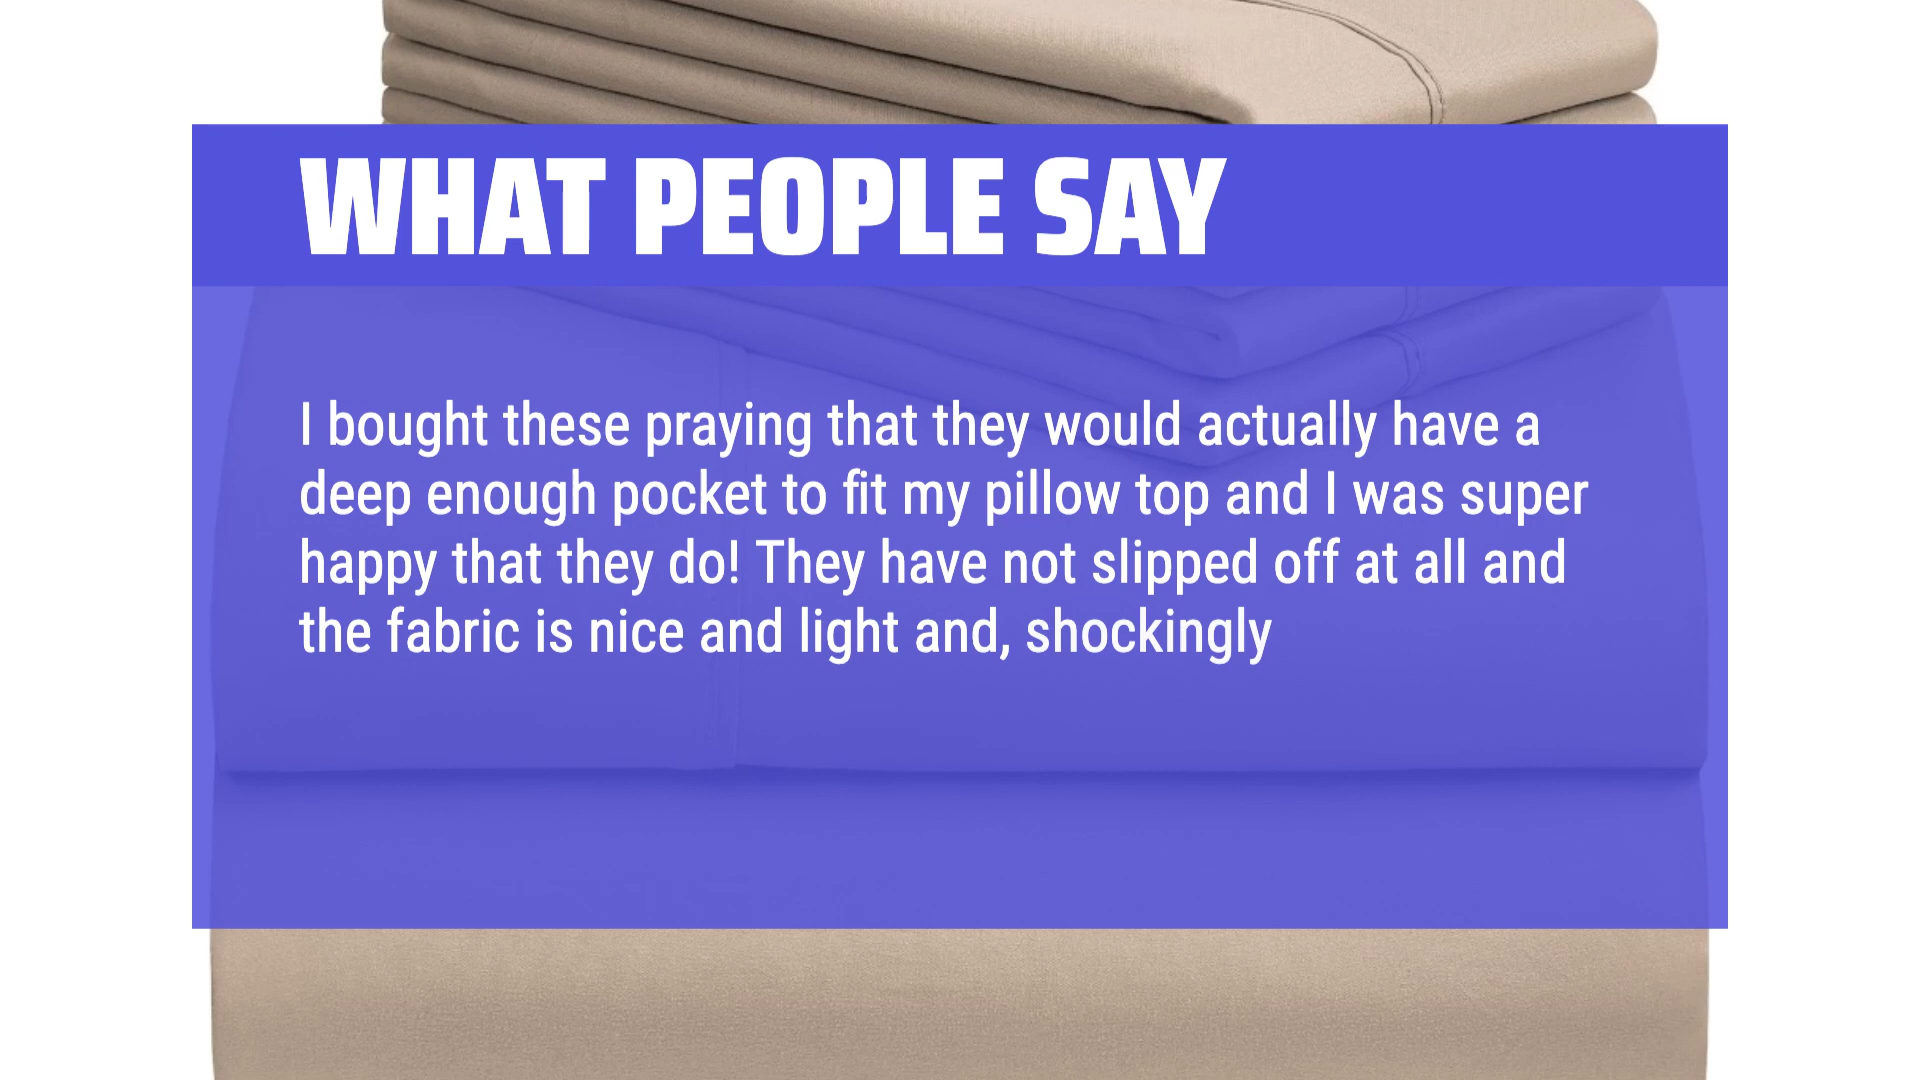 WHAT PEOPLE SAY
I bought these praying that they would actually have a
deep enough pocket to fit my pillow top and I was super
happy that they do! They have not slipped off at all and
the fabric is nice and light and, shockingly